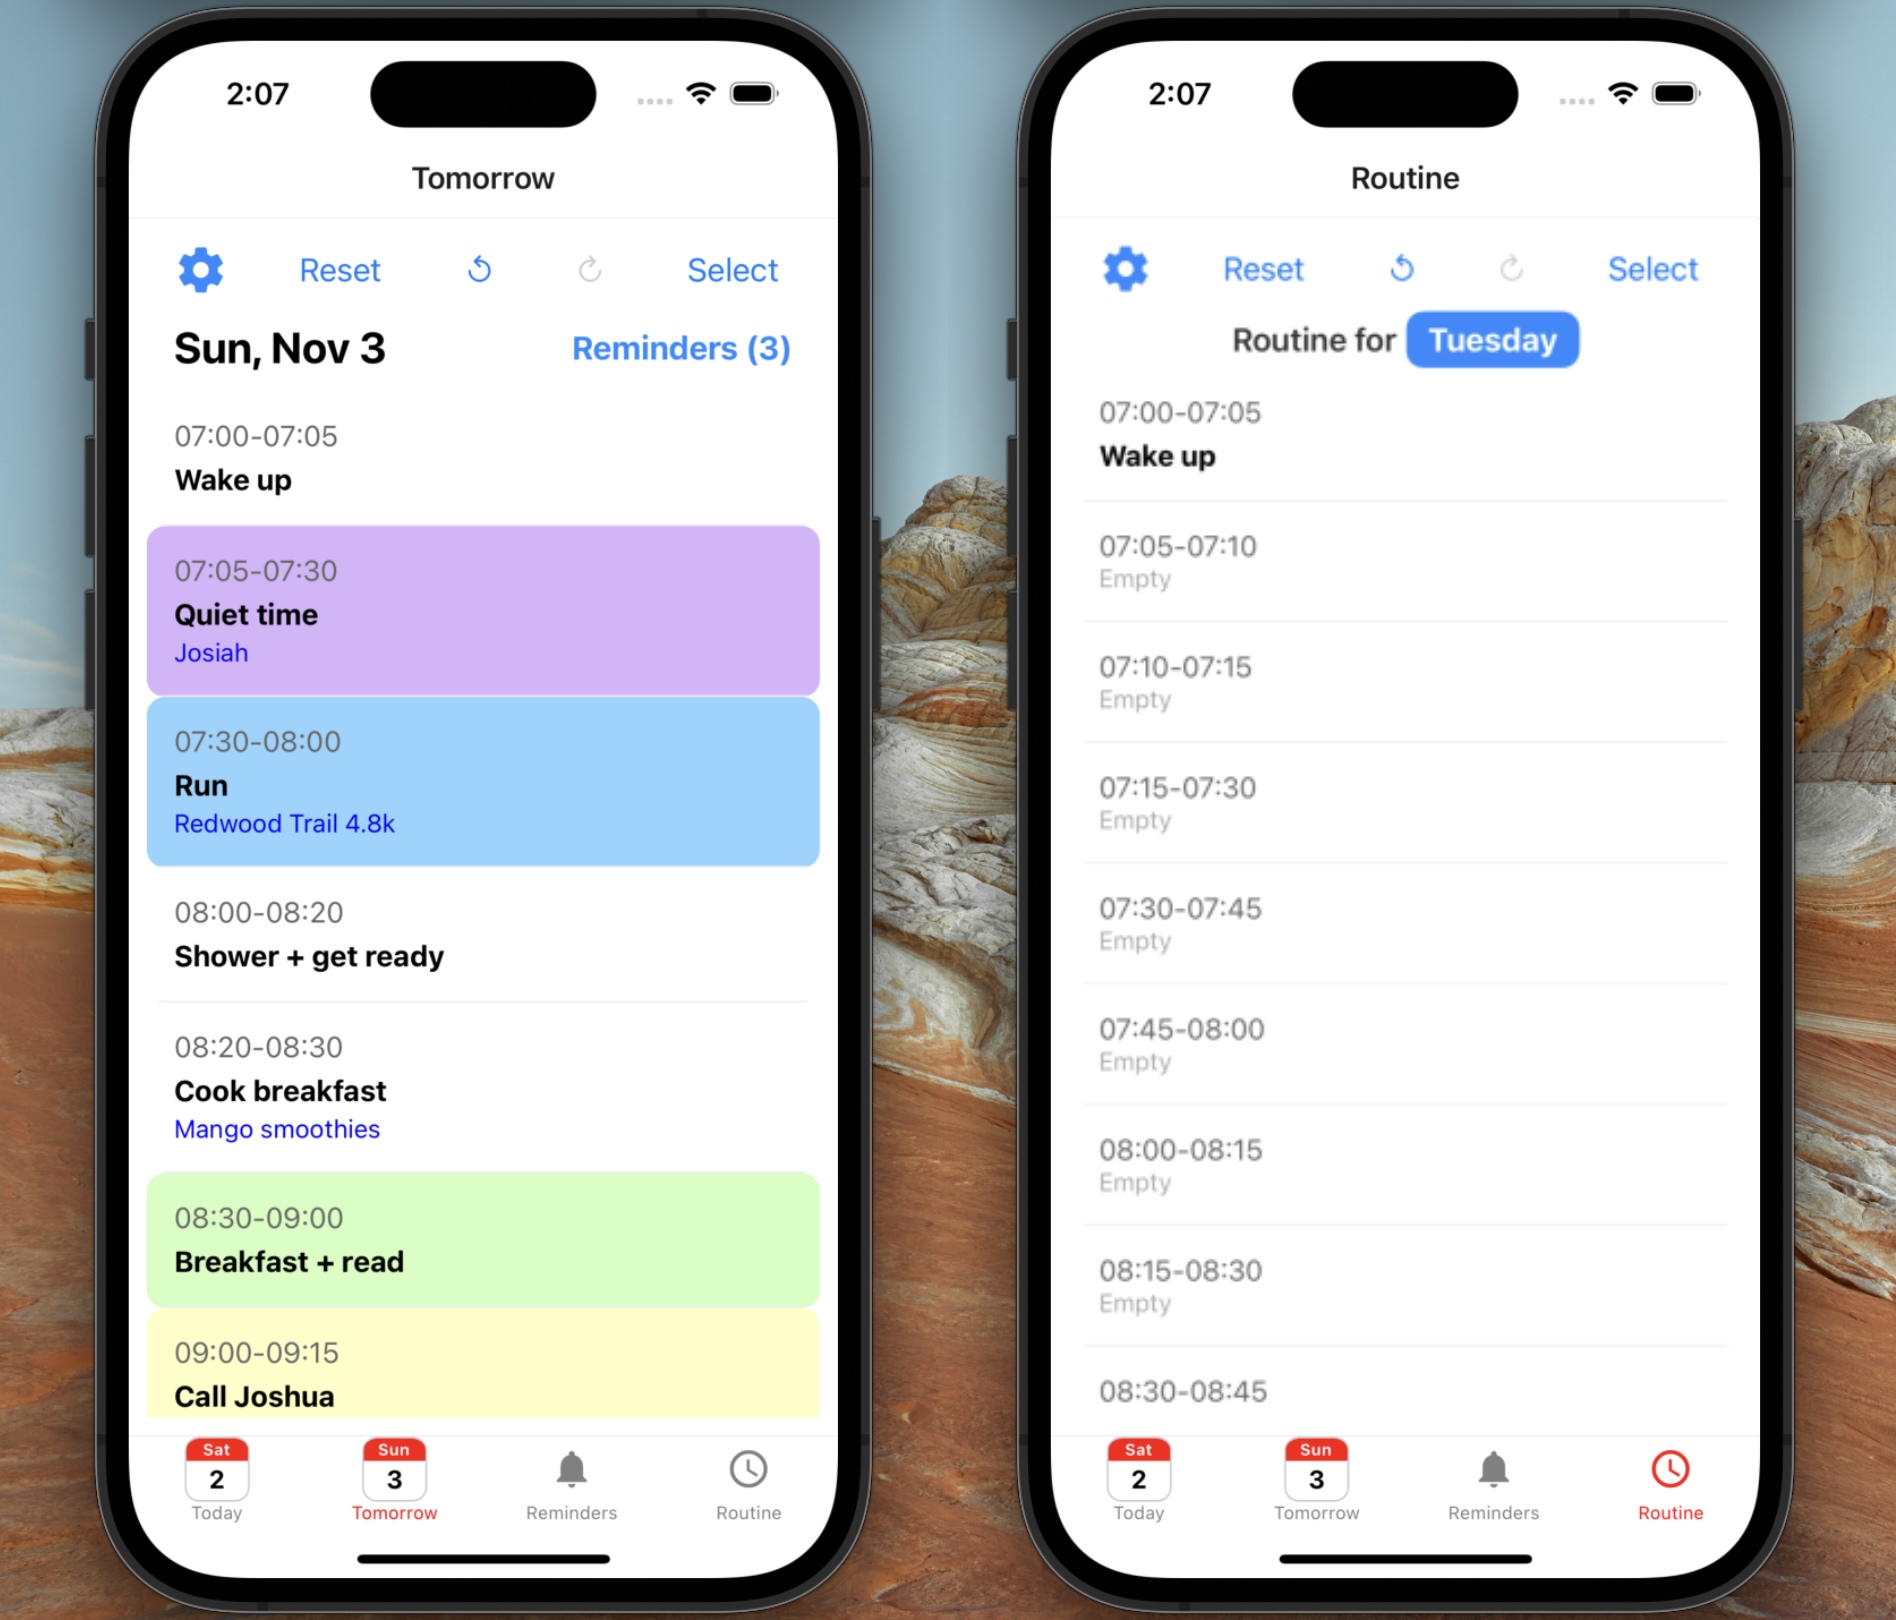 2:07
Tomorrow
Reset
Select
Sun, Nov 3
Reminders (3)
07:00-07:05
Wake up
07:05-07:30
Quiet time
Josiah
07:30-08:00
Run
Redwood Trail 4.8k
08:00-08:20
Shower + get ready
08:20-08:30
Cook breakfast
Mango smoothies
08:30-09:00
Breakfast + read
09:00-09:15
Call Joshua
Sat
2
Today
Sun
3
Tomorrow
Reminders
Routine
2:07
Routine
Reset
Select
Routine for Tuesday
07:00-07:05
Wake up
07:05-07:10
Empty
07:10-07:15
Empty
07:15-07:30
Empty
07:30-07:45
Empty
07:45-08:00
Empty
08:00-08:15
Empty
08:15-08:30
Empty
08:30-08:45
Sat
2
Today
Sun
3
Tomorrow
Reminders
Routine